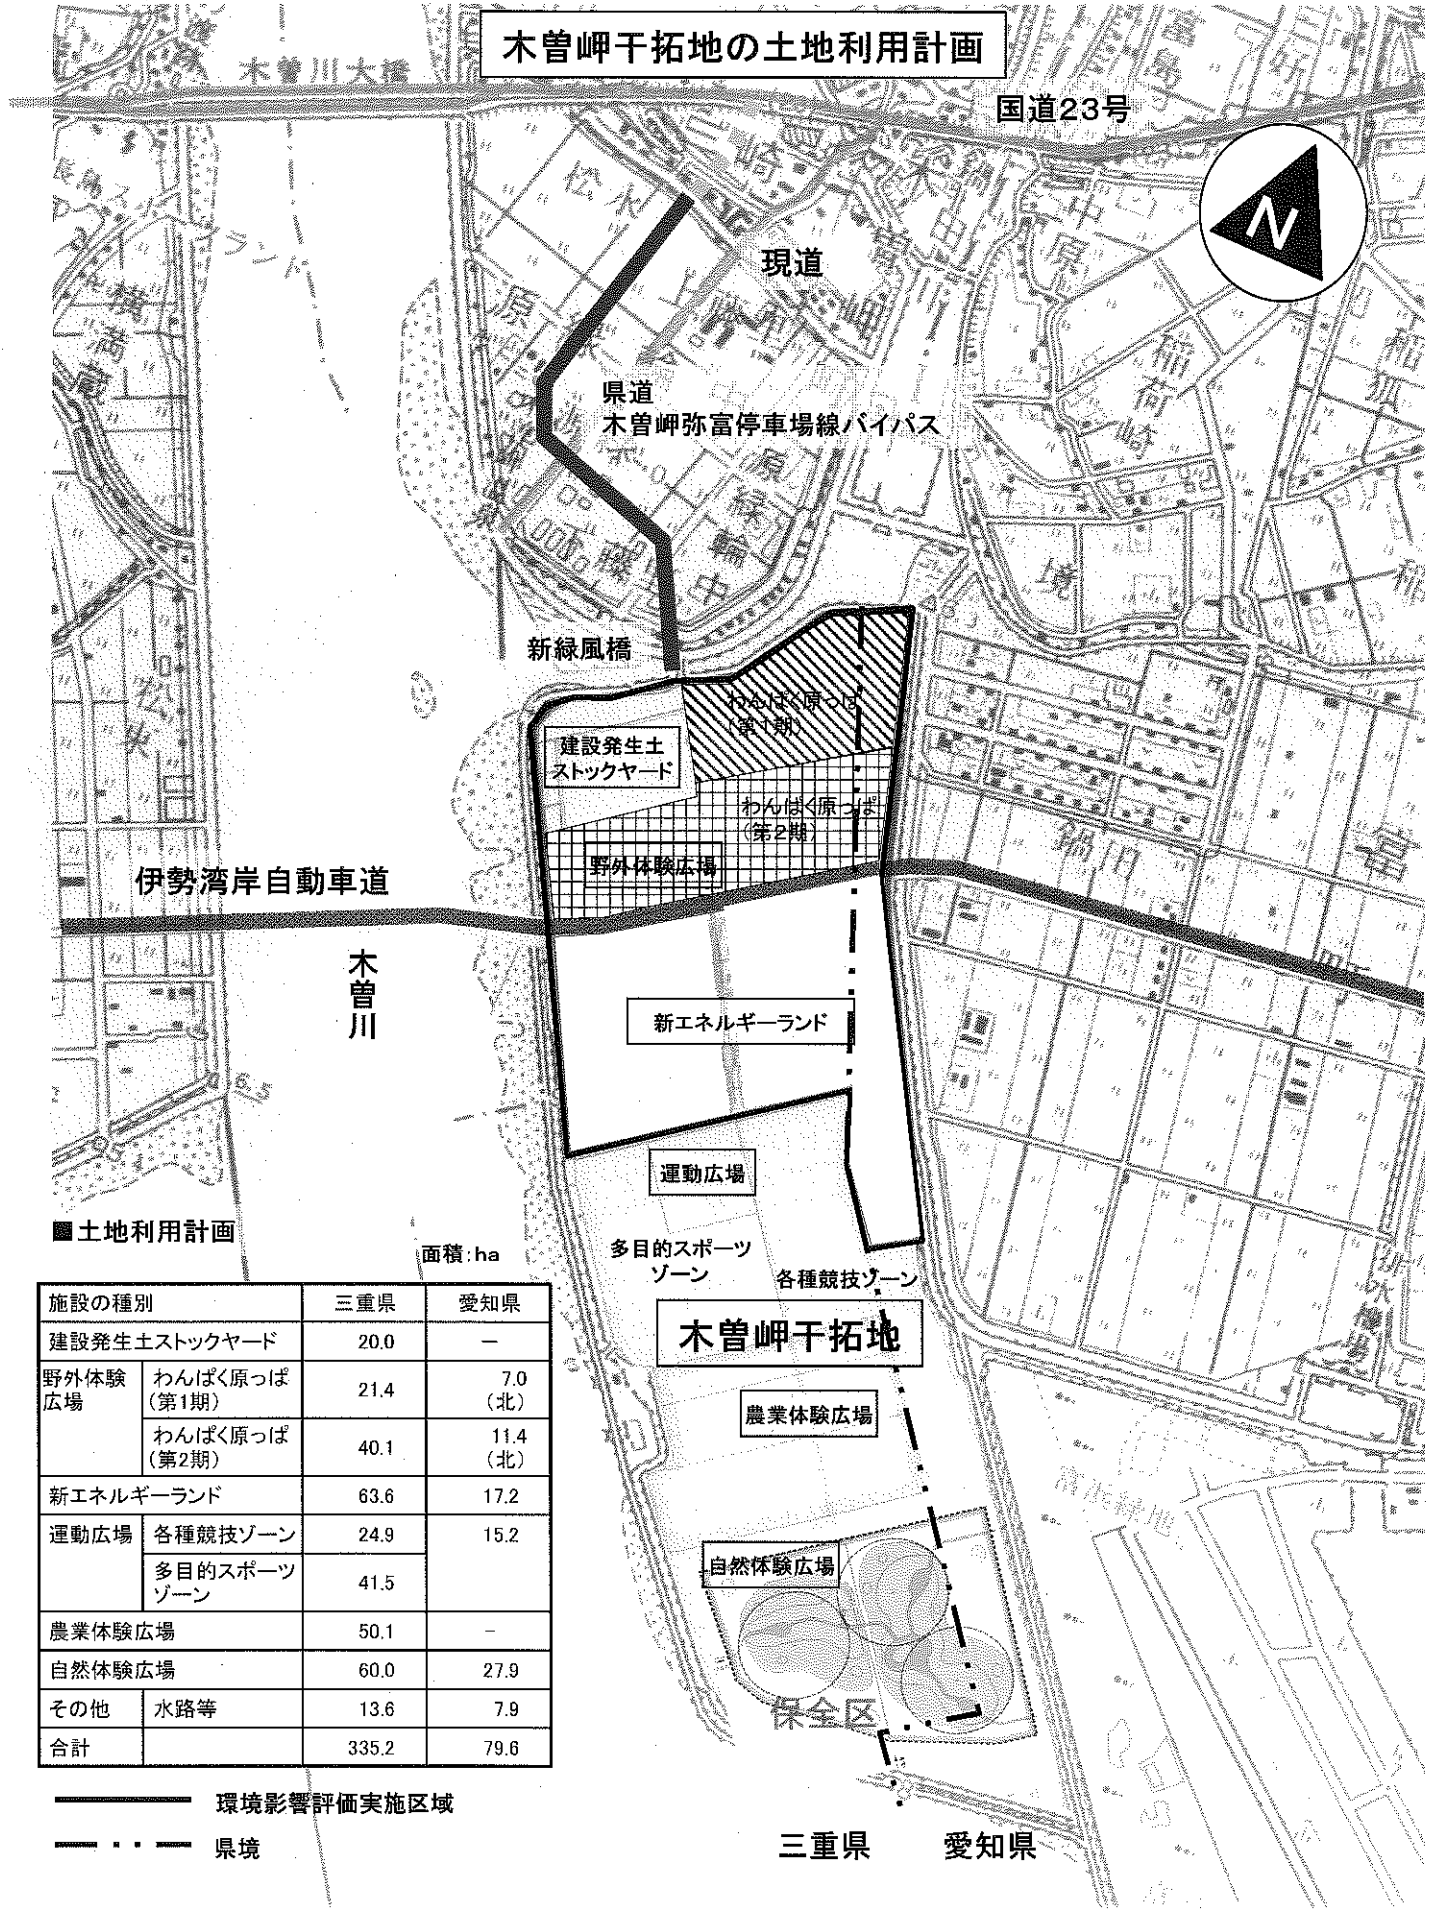 木曽岬干拓地の土地利用計画
木曽川大橋
国道23号
富島
三崎
松永
中原
N
現道
原
稲荷崎
県道
木曽岬弥富停車場線バイパス
境
新緑風橋
わんぱく原っぱ
(第1期)
建設発生土
ストックヤード
わんぱく原っぱ
(第2期)
野外体験広場
鍋田
富
伊勢湾岸自動車道
木曽川
新エネルギーランド
運動広場
多目的スポーツ
ゾーン
各種競技ゾーン
木曽岬干拓地
農業体験広場
自然体験広場
保全区
■土地利用計画
面積:ha
施設の種別 三重県 愛知県
建設発生土ストックヤード 20.0 ―
野外体験広場 わんぱく原っぱ(第1期) 21.4 7.0(北)
わんぱく原っぱ(第2期) 40.1 11.4(北)
新エネルギーランド 63.6 17.2
運動広場 各種競技ゾーン 24.9 15.2
多目的スポーツゾーン 41.5
農業体験広場 50.1 -
自然体験広場 60.0 27.9
その他 水路等 13.6 7.9
合計 335.2 79.6
環境影響評価実施区域
県境
三重県 愛知県